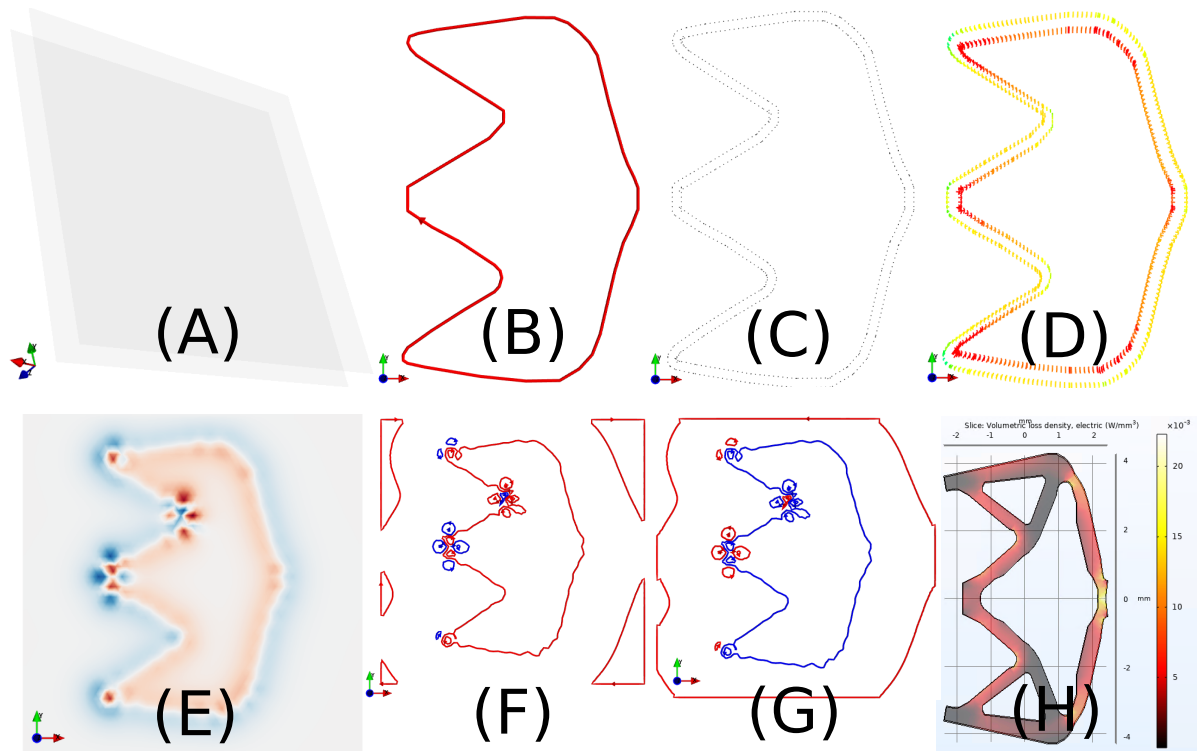 (A)
(B)
(C)
(D)
(E)
(F)
(G)
(H)
mm
Slice: Volumetric loss density, electric (W/mm³)
×10⁻³
-2 -1 0 1 2
4
2
0 mm
-2
-4
20
15
10
5